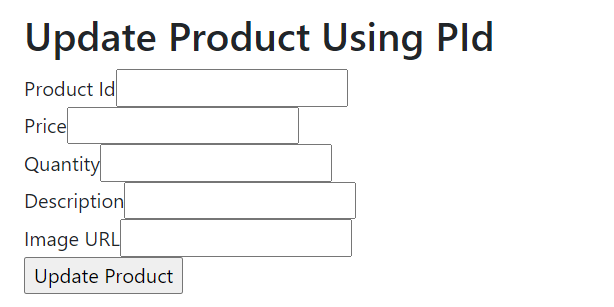 Update Product Using PId
Product Id
Price
Quantity
Description
Image URL
Update Product